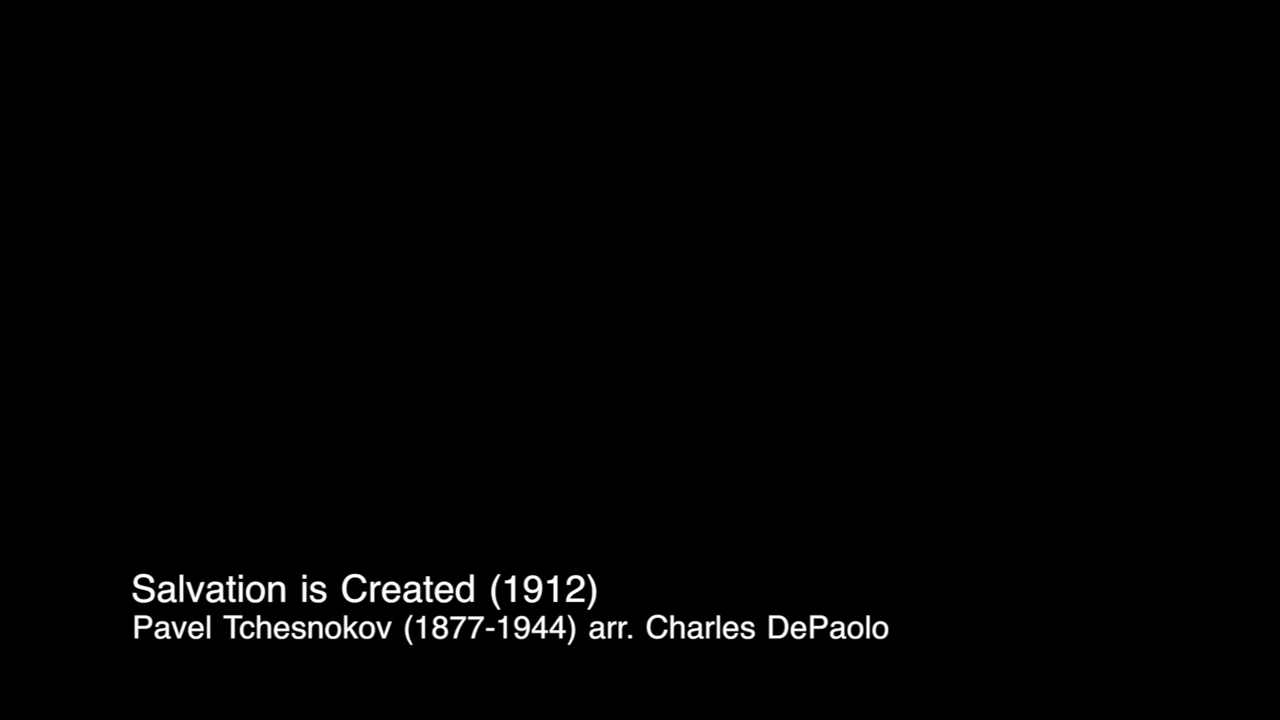 Salvation is Created (1912)
Pavel Tchesnokov (1877-1944) arr. Charles DePaolo